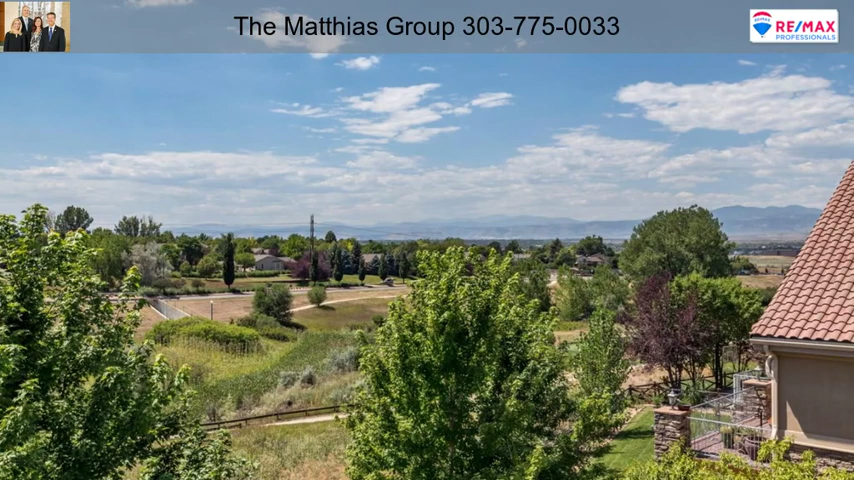 The Matthias Group 303-775-0033
RE/MAX
PROFESSIONALS